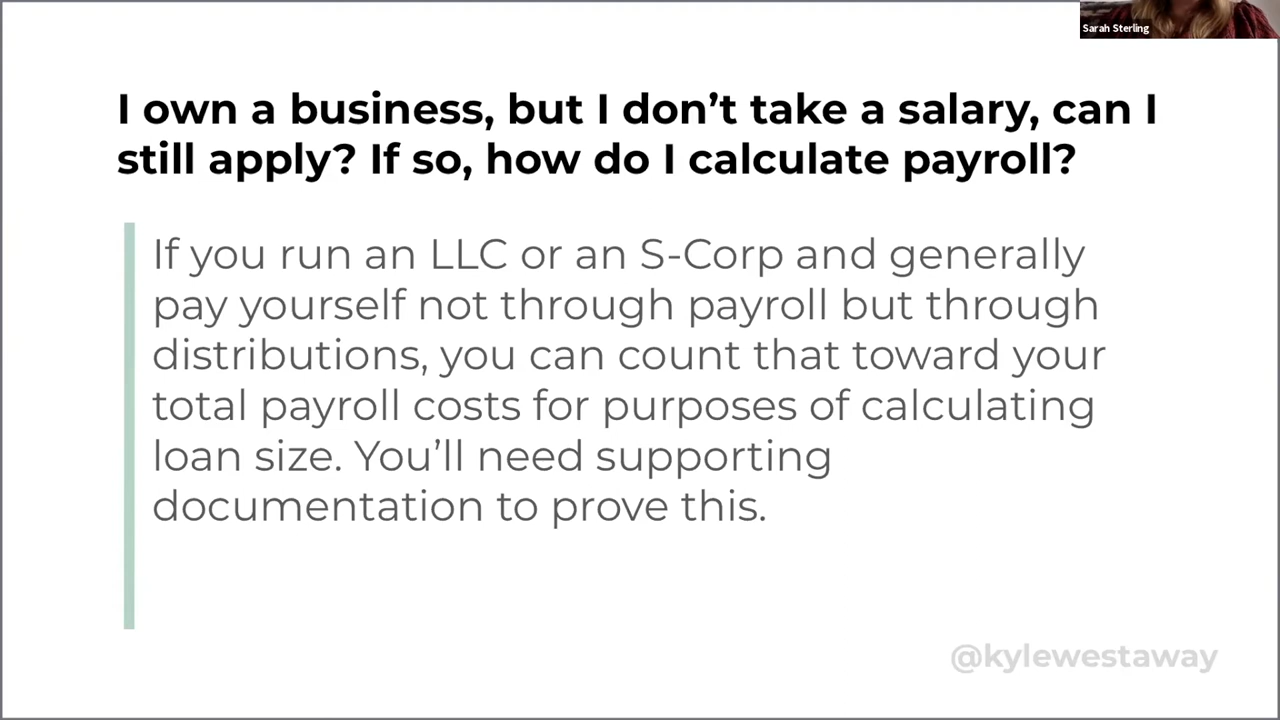 Sarah Sterling
I own a business, but I don’t take a salary, can I
still apply? If so, how do I calculate payroll?
If you run an LLC or an S-Corp and generally
pay yourself not through payroll but through
distributions, you can count that toward your
total payroll costs for purposes of calculating
loan size. You’ll need supporting
documentation to prove this.
@kylewestaway